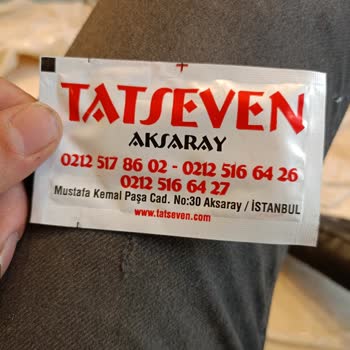 TATSEVEN
AKSARAY
0212 517 86 02 - 0212 516 64 26
0212 516 64 27
Mustafa Kemal Paşa Cad. No:30 Aksaray / İSTANBUL
www.tatseven.com